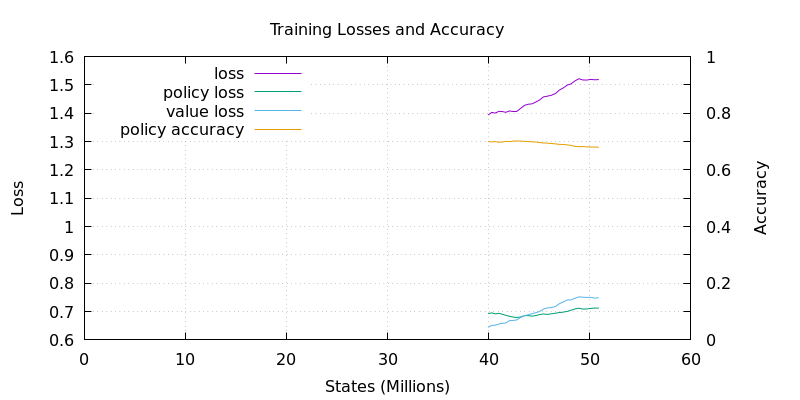 Training Losses and Accuracy
loss
policy loss
value loss
policy accuracy
Loss
1.6
1.5
1.4
1.3
1.2
1.1
1
0.9
0.8
0.7
0.6
1
0.8
0.6
0.4
0.2
0
Accuracy
0 10 20 30 40 50 60
States (Millions)